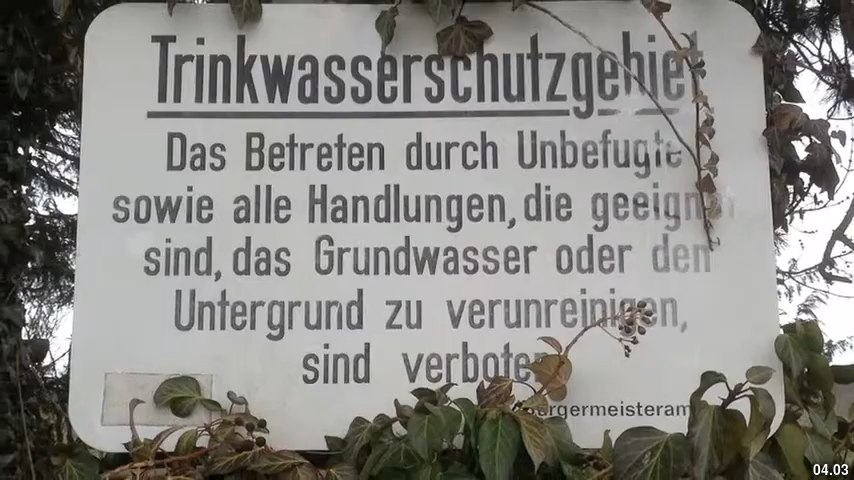 Trinkwasserschutzgebiet
Das Betreten durch Unbefugte
sowie alle Handlungen, die geeignet
sind, das Grundwasser oder den
Untergrund zu verunreinigen,
sind verboten
Bürgermeisteramt
04.03